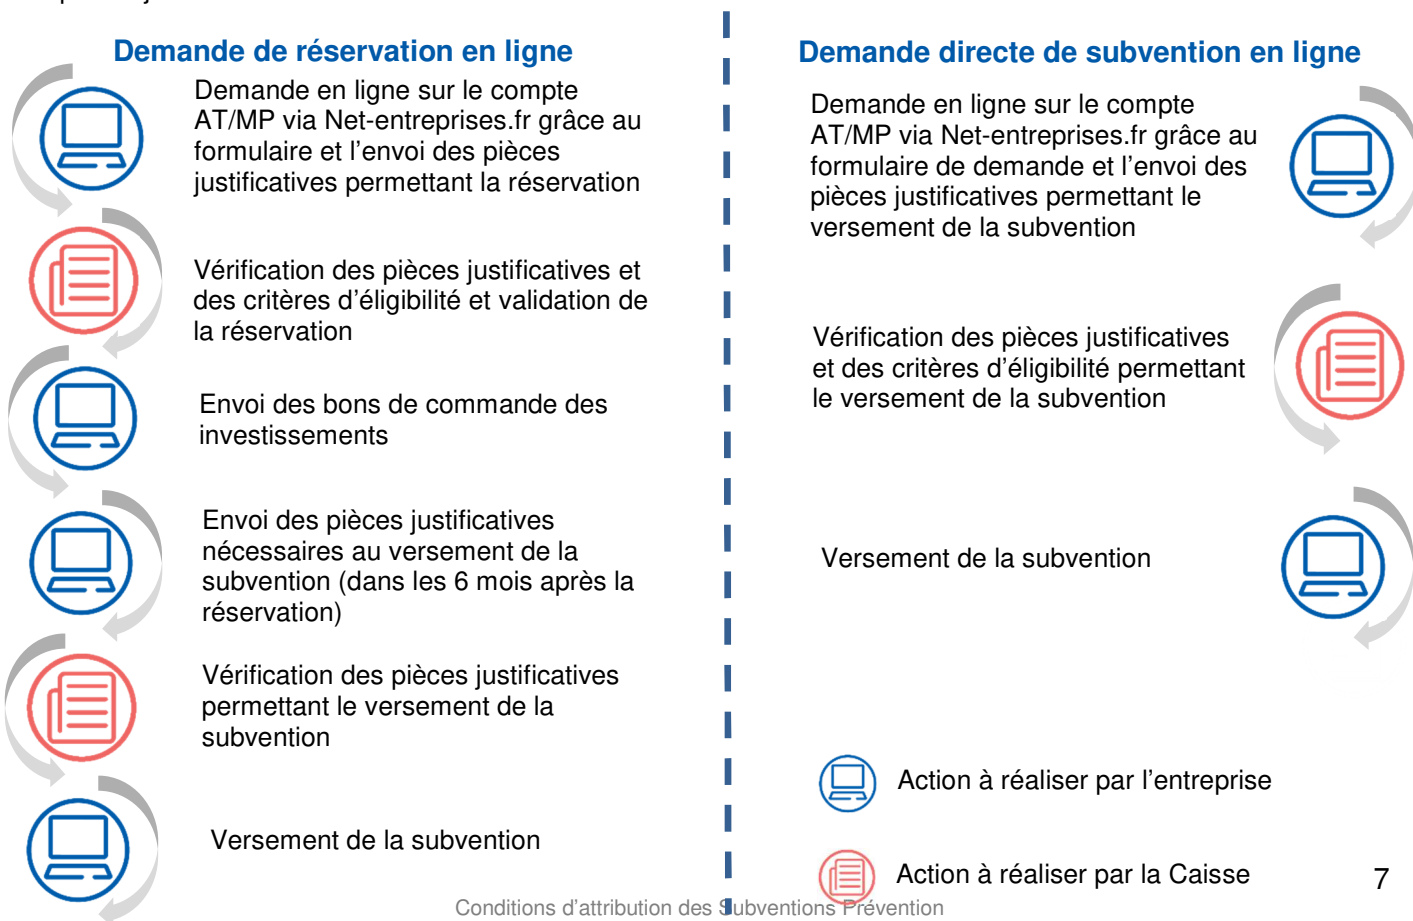 Demande de réservation en ligne
Demande en ligne sur le compte
AT/MP via Net-entreprises.fr grâce au
formulaire et l’envoi des pièces
justificatives permettant la réservation
Vérification des pièces justificatives et
des critères d’éligibilité et validation de
la réservation
Envoi des bons de commande des
investissements
Envoi des pièces justificatives
nécessaires au versement de la
subvention (dans les 6 mois après la
réservation)
Vérification des pièces justificatives
permettant le versement de la
subvention
Versement de la subvention
Demande directe de subvention en ligne
Demande en ligne sur le compte
AT/MP via Net-entreprises.fr grâce au
formulaire de demande et l’envoi des
pièces justificatives permettant le
versement de la subvention
Vérification des pièces justificatives
et des critères d’éligibilité permettant
le versement de la subvention
Versement de la subvention
Action à réaliser par l’entreprise
Action à réaliser par la Caisse
7
Conditions d’attribution des Subventions Prévention